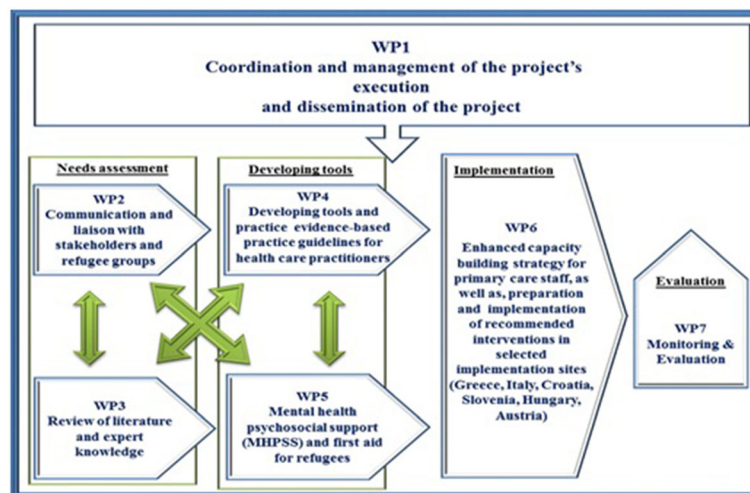 WP1
Coordination and management of the project's
execution
and dissemination of the project
Needs assessment
WP2
Communication and
liaison with
stakeholders and
refugee groups
WP3
Review of literature
and expert
knowledge
Developing tools
WP4
Developing tools and
practice evidence-based
practice guidelines for
health care practitioners
WP5
Mental health
psychosocial support
(MHPSS) and first aid
for refugees
Implementation
WP6
Enhanced capacity
building strategy for
primary care staff, as
well as, preparation
and implementation
of recommended
interventions in
selected
implementation sites
(Greece, Italy, Croatia,
Slovenia, Hungary,
Austria)
Evaluation
WP7
Monitoring &
Evaluation